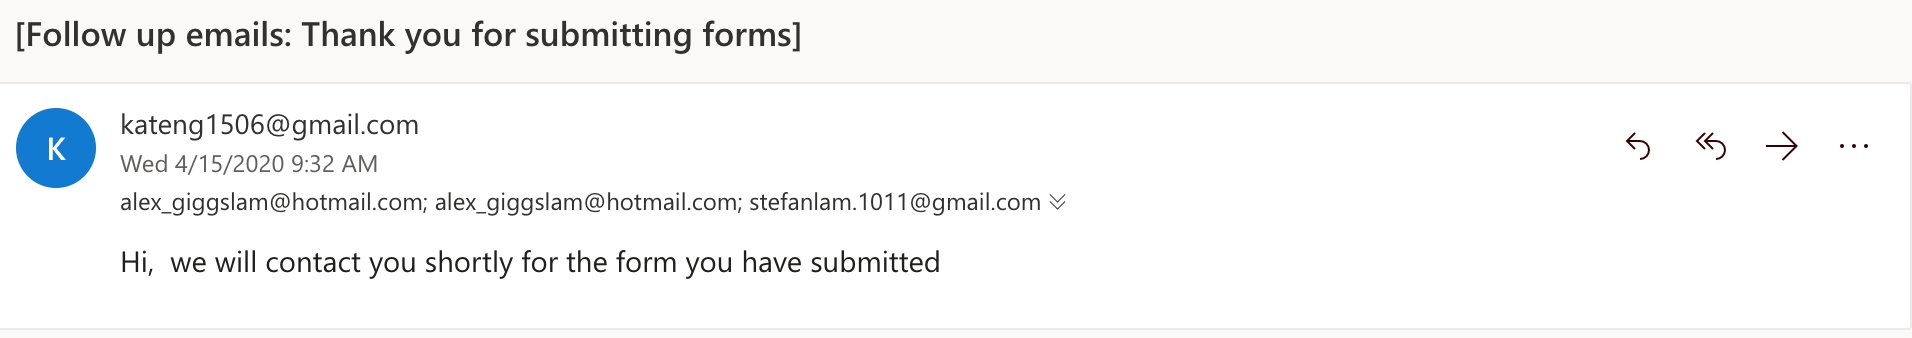 [Follow up emails: Thank you for submitting forms]
K
kateng1506@gmail.com
Wed 4/15/2020 9:32 AM
alex_giggslam@hotmail.com; alex_giggslam@hotmail.com; stefanlam.1011@gmail.com
Hi,  we will contact you shortly for the form you have submitted